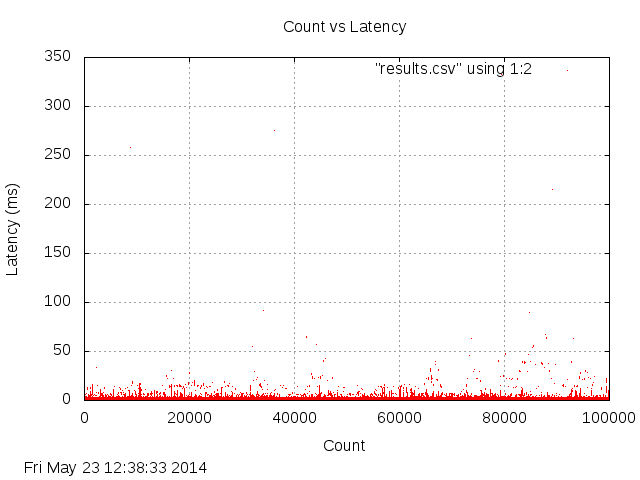 Count vs Latency
"results.csv" using 1:2
350
300
250
200
150
100
50
0
Latency (ms)
0 20000 40000 60000 80000 100000
Count
Fri May 23 12:38:33 2014